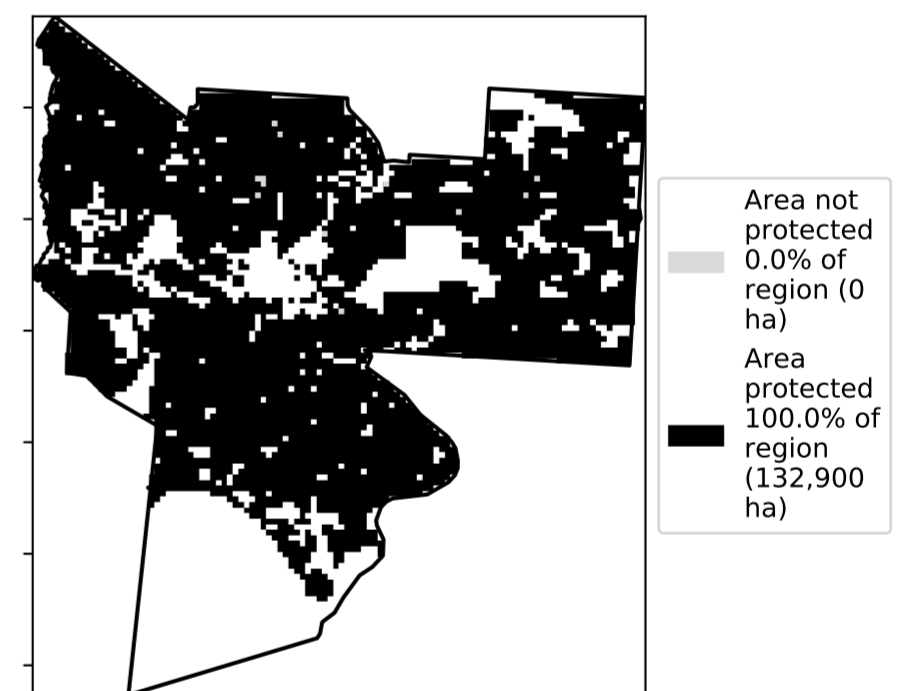 Area not
protected
0.0% of
region (0
ha)
Area
protected
100.0% of
region
(132,900
ha)